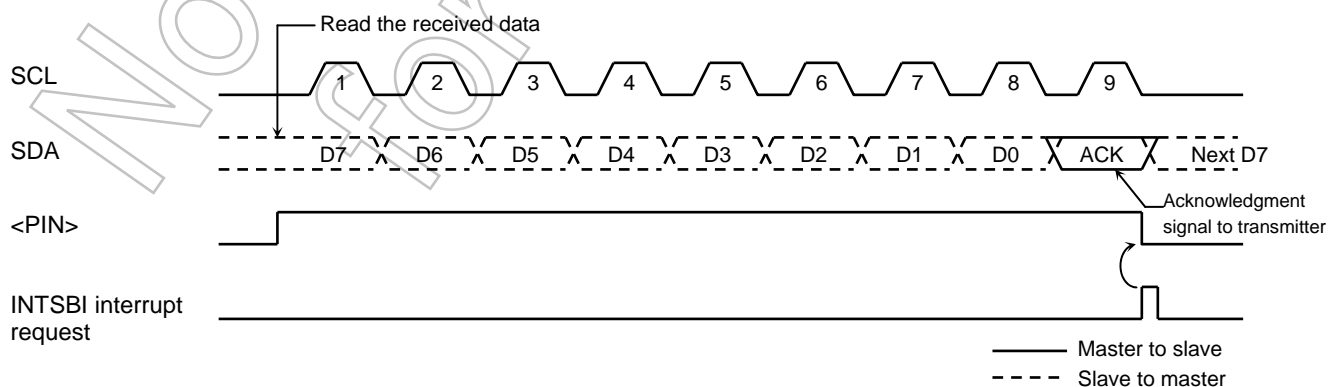 Read the received data
SCL
1 2 3 4 5 6 7 8 9
SDA
D7 D6 D5 D4 D3 D2 D1 D0 ACK Next D7
Acknowledgment
signal to transmitter
<PIN>
INTSBI interrupt
request
Master to slave
Slave to master